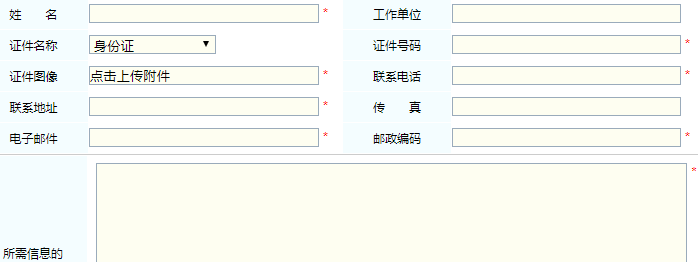 姓　　名 * 工作单位
证件名称 身份证 ▼ 证件号码 *
证件图像 点击上传附件 * 联系电话 *
联系地址 * 传　　真
电子邮件 * 邮政编码 *
*
所需信息的